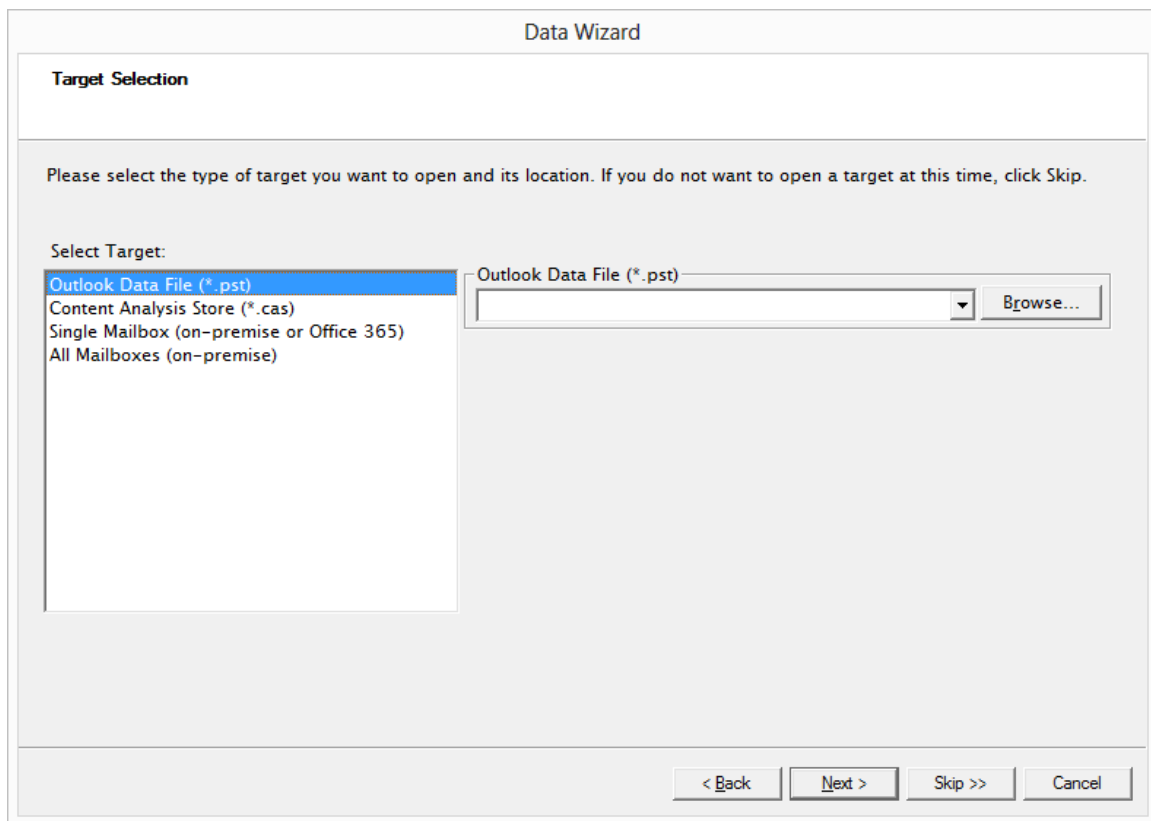 Data Wizard
Target Selection
Please select the type of target you want to open and its location. If you do not want to open a target at this time, click Skip.
Select Target:
Outlook Data File (*.pst)
Content Analysis Store (*.cas)
Single Mailbox (on-premise or Office 365)
All Mailboxes (on-premise)
Outlook Data File (*.pst)
Browse...
< Back Next > Skip >> Cancel